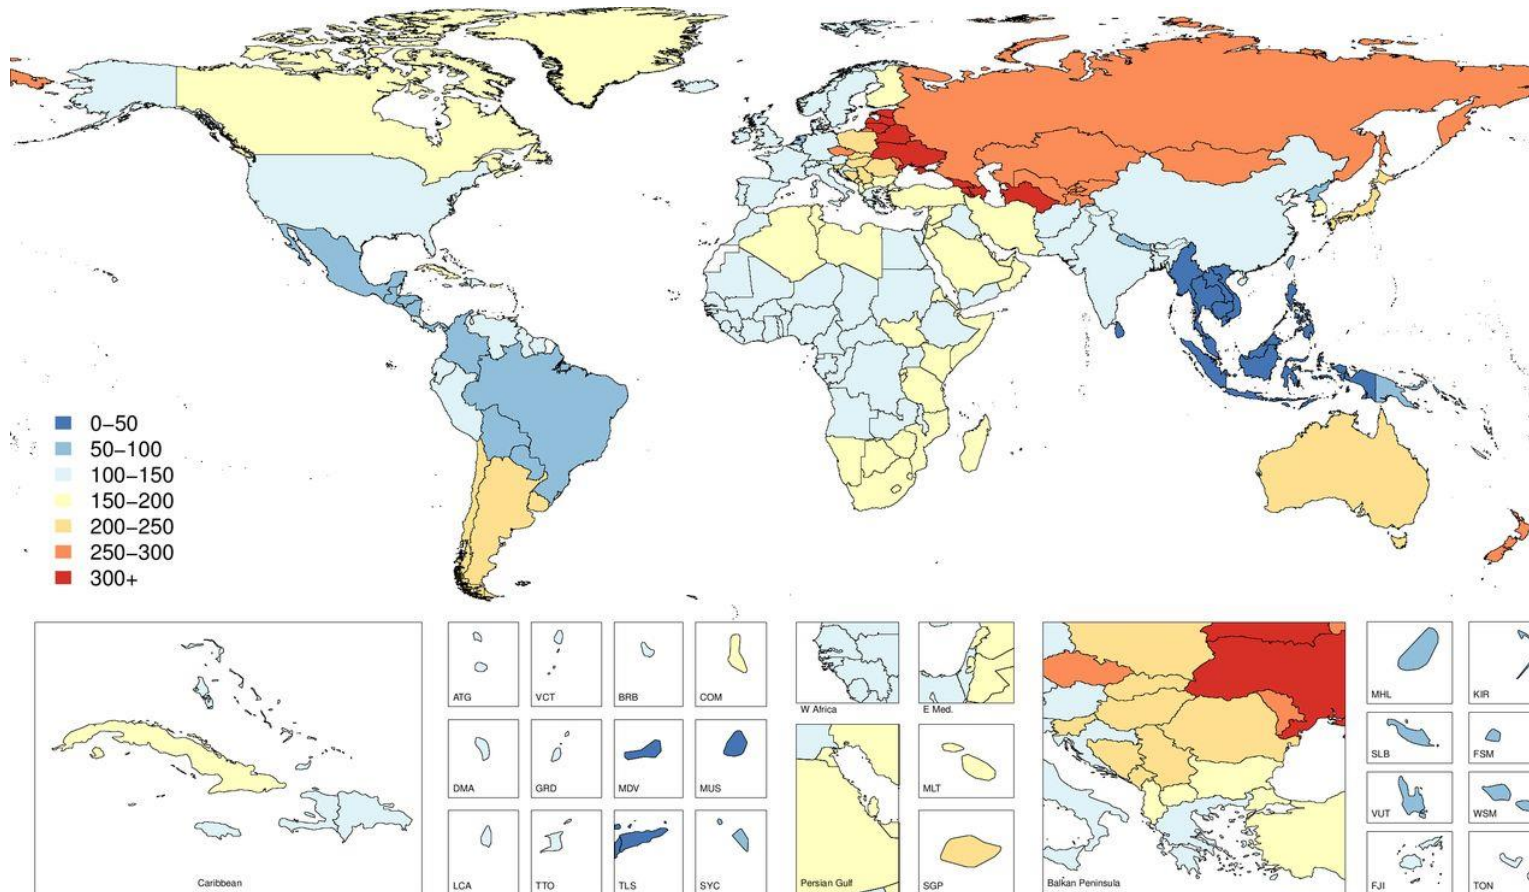 0−50
50−100
100−150
150−200
200−250
250−300
300+
ATG
VCT
BRB
COM
W Africa
E Med.
MHL
KIR
DMA
GRD
MDV
MUS
MLT
SLB
FSM
VUT
WSM
Caribbean
LCA
TTO
TLS
SYC
Persian Gulf
SGP
Balkan Peninsula
FJI
TON